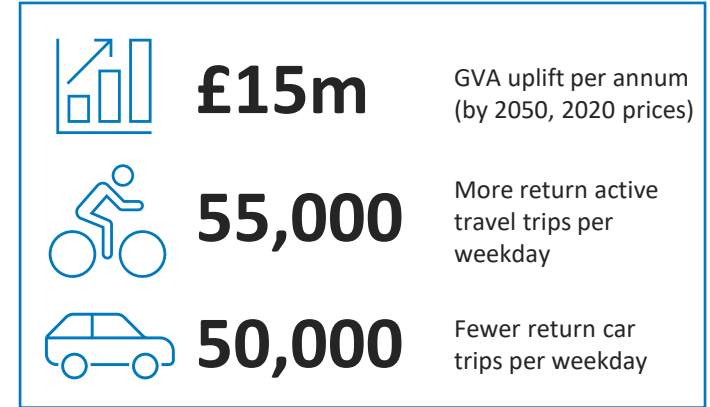 £15m
GVA uplift per annum
(by 2050, 2020 prices)
55,000
More return active
travel trips per
weekday
50,000
Fewer return car
trips per weekday